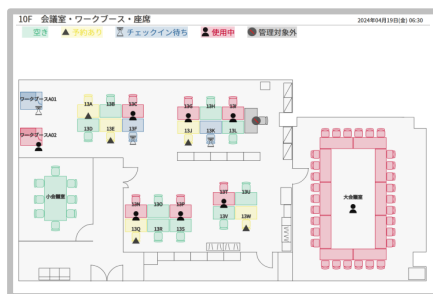 10F 会議室・ワークブース・座席
2024年04月19日(金) 06:30
空き 予約あり チェックイン待ち 使用中 管理対象外
ワークブースA01
13A 13B 13C
13D 13E 13F
13G 13H 13I
13J 13K 13L
ワークブースA02
小会議室
13N 13O 13P
13Q 13R 13S
13T 13U
13V 13W
大会議室